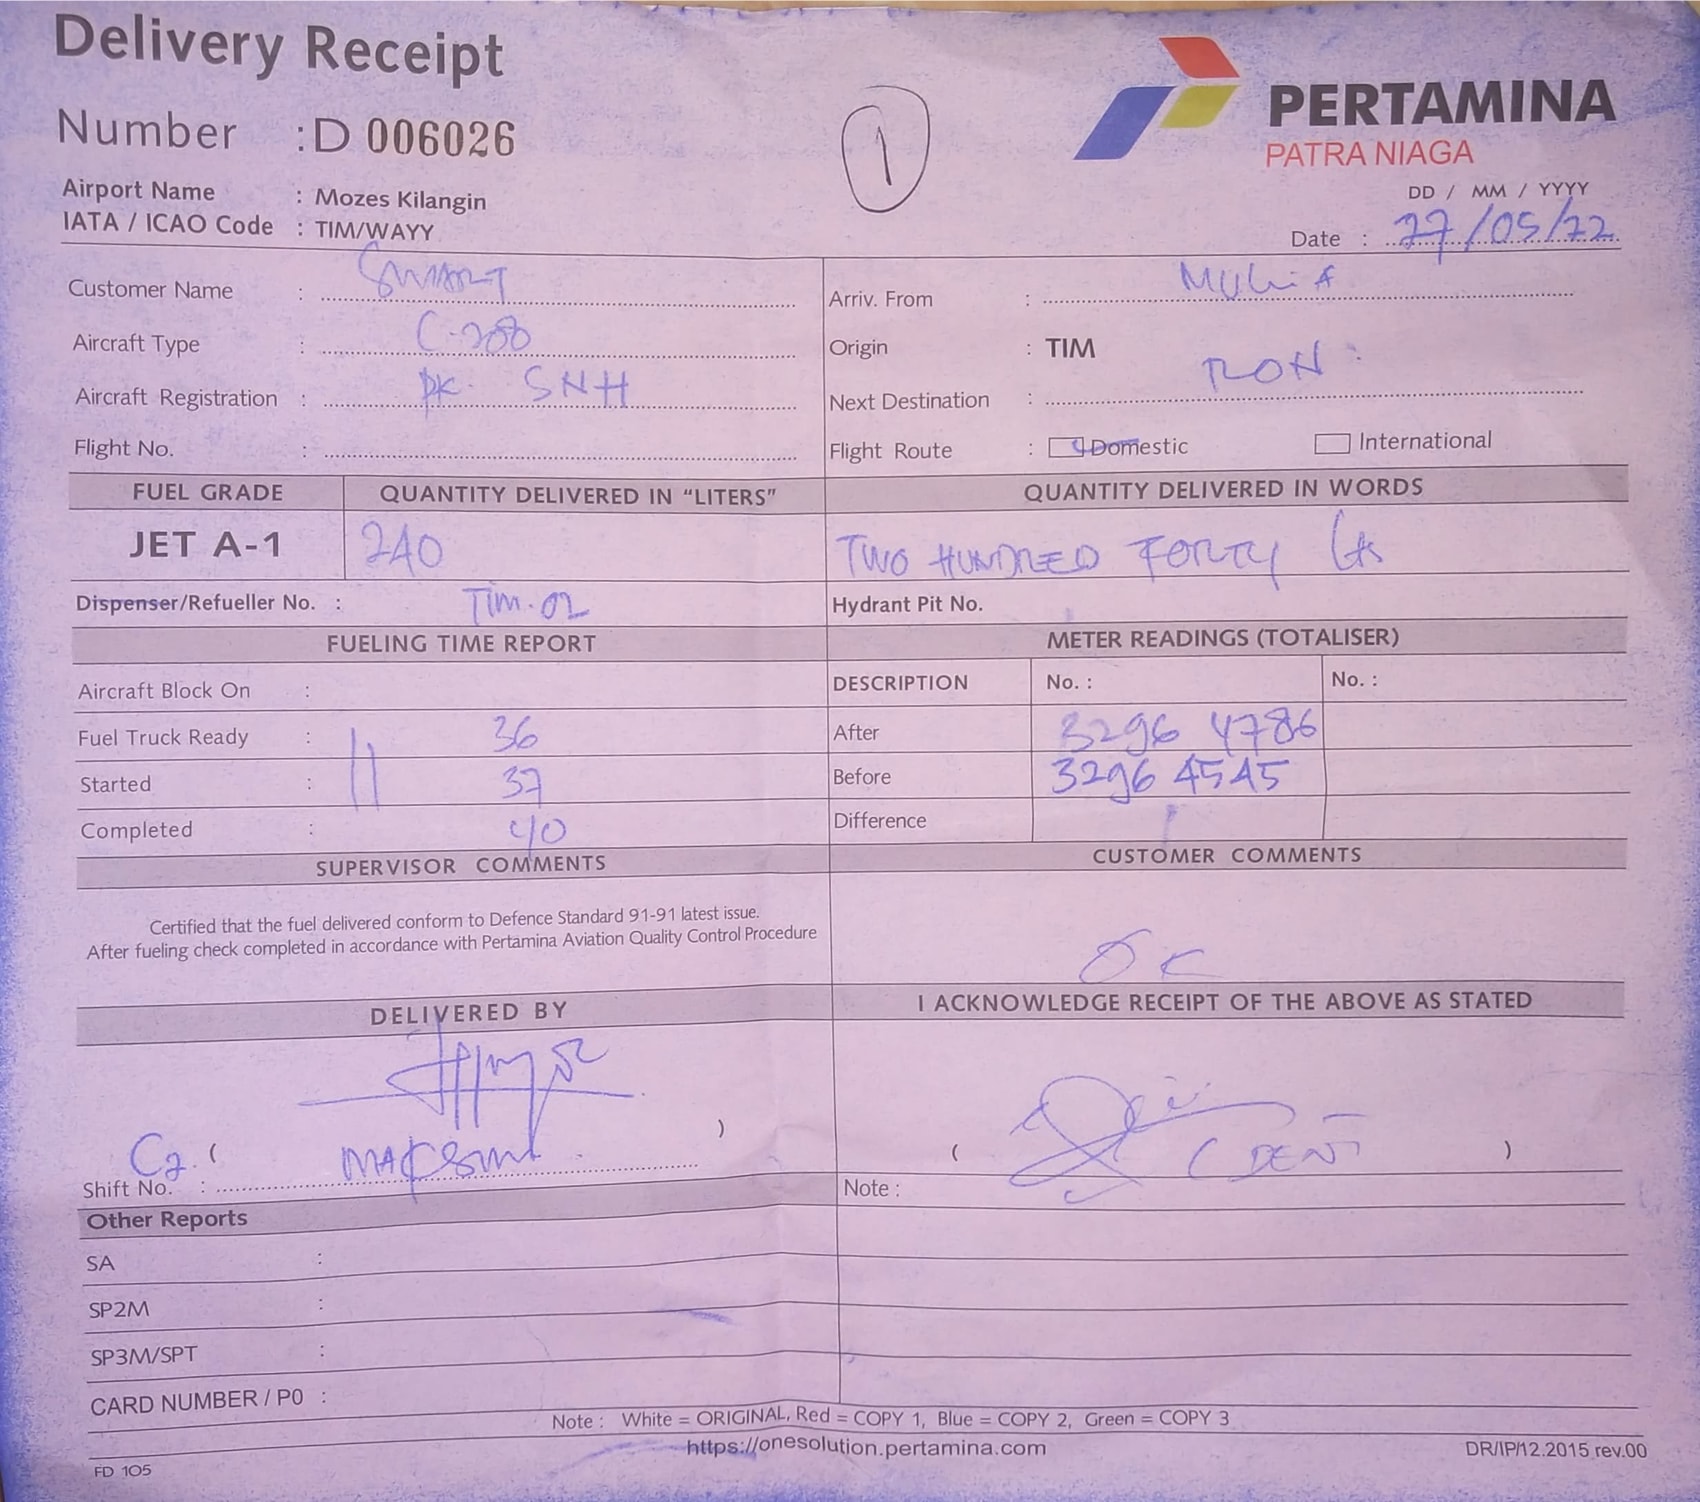 Delivery Receipt
Number : D 006026
1
PERTAMINA
PATRA NIAGA
Airport Name : Mozes Kilangin
IATA / ICAO Code : TIM/WAYY
DD / MM / YYYY
Date : 27/05/22
Customer Name : SMART
Arriv. From : MULIA
Aircraft Type : C-208
Origin : TIM
Aircraft Registration : PK. SNH
Next Destination : RON
Flight No. :
Flight Route : Domestic International
FUEL GRADE QUANTITY DELIVERED IN "LITERS" QUANTITY DELIVERED IN WORDS
JET A-1 240 TWO HUNDRED FORTY
Dispenser/Refueller No. : TIM-02 Hydrant Pit No.
FUELING TIME REPORT METER READINGS (TOTALISER)
Aircraft Block On : DESCRIPTION No. : No. :
Fuel Truck Ready : 36 After 3296 4786
Started : 11 37 Before 3296 4545
Completed : 40 Difference
SUPERVISOR COMMENTS CUSTOMER COMMENTS
Certified that the fuel delivered conform to Defence Standard 91-91 latest issue.
After fueling check completed in accordance with Pertamina Aviation Quality Control Procedure
OK
DELIVERED BY I ACKNOWLEDGE RECEIPT OF THE ABOVE AS STATED
C2 ( ) ( DENI )
Shift No. : Note :
Other Reports
SA :
SP2M :
SP3M/SPT :
CARD NUMBER / P0 :
Note : White = ORIGINAL, Red = COPY 1, Blue = COPY 2, Green = COPY 3
https://onesolution.pertamina.com
FD 105 DR/IP/12.2015 rev.00